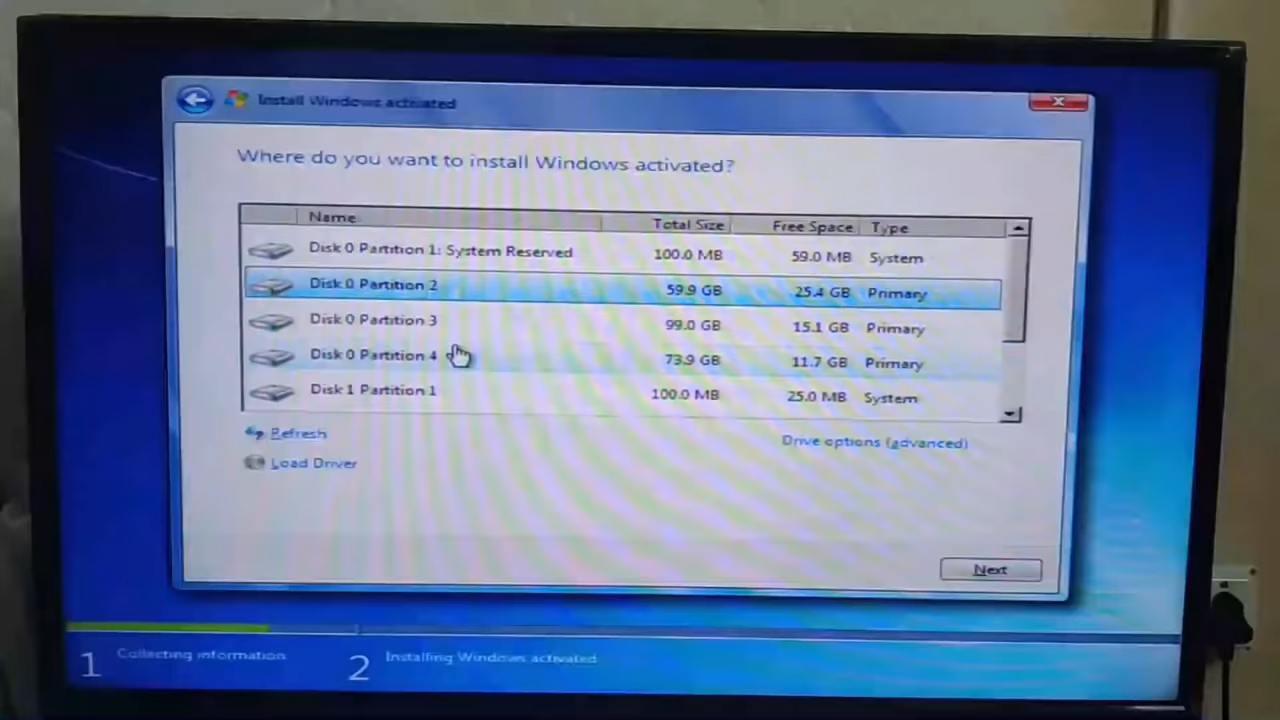 Install Windows activated
Where do you want to install Windows activated?
Name Total Size Free Space Type
Disk 0 Partition 1: System Reserved 100.0 MB 59.0 MB System
Disk 0 Partition 2 59.9 GB 25.4 GB Primary
Disk 0 Partition 3 99.0 GB 15.1 GB Primary
Disk 0 Partition 4 73.9 GB 11.7 GB Primary
Disk 1 Partition 1 100.0 MB 25.0 MB System
Refresh
Drive options (advanced)
Load Driver
Next
1 Collecting information
2 Installing Windows activated